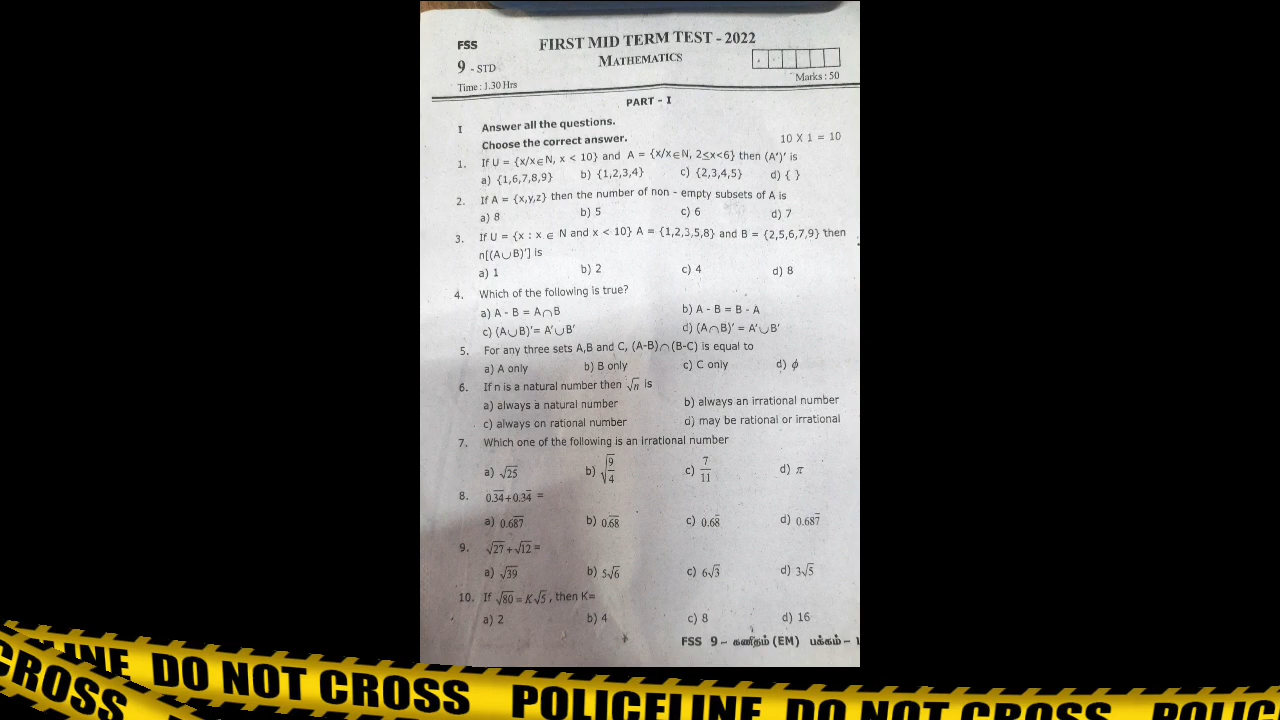 FSS
FIRST MID TERM TEST - 2022
9 - STD
MATHEMATICS
Time : 1.30 Hrs
Marks : 50
PART - I
I Answer all the questions.
Choose the correct answer. 10 X 1 = 10
1. If U = {x/x∈N, x < 10} and A = {x/x∈N, 2≤x<6} then (A′)′ is
a) {1,6,7,8,9} b) {1,2,3,4} c) {2,3,4,5} d) { }
2. If A = {x,y,z} then the number of non - empty subsets of A is
a) 8 b) 5 c) 6 d) 7
3. If U = {x : x ∈ N and x < 10} A = {1,2,3,5,8} and B = {2,5,6,7,9} then
n[(A∪B)′] is
a) 1 b) 2 c) 4 d) 8
4. Which of the following is true?
a) A - B = A∩B b) A - B = B - A
c) (A∪B)′= A′∪B′ d) (A∩B)′ = A′∪B′
5. For any three sets A,B and C, (A-B)∩(B-C) is equal to
a) A only b) B only c) C only d) ϕ
6. If n is a natural number then √n is
a) always a natural number b) always an irrational number
c) always on rational number d) may be rational or irrational
7. Which one of the following is an irrational number
a) √25 b) √(9/4) c) 7/11 d) π
8. 0.3̅4̅+0.34̅ =
a) 0.68̅7̅ b) 0.6̅8̅ c) 0.68̅ d) 0.687̅
9. √27+√12=
a) √39 b) 5√6 c) 6√3 d) 3√5
10. If √80 = K√5, then K=
a) 2 b) 4 c) 8 d) 16
FSS 9 – கணிதம் (EM) பக்கம் – 1
LINE DO NOT CROSS POLICELINE DO NOT CROSS POLIC
CROSS